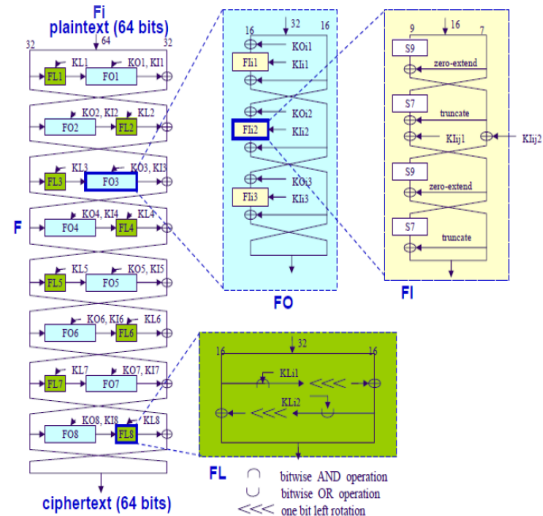 Fi
plaintext (64 bits)
32 64 32
KL1 KO1, KI1
FL1 FO1
KO2, KI2 KL2
FO2 FL2
KL3 KO3, KI3
FL3 FO3
F
KO4, KI4 KL4
FO4 FL4
KL5 KO5, KI5
FL5 FO5
KO6, KI6 KL6
FO6 FL6
KL7 KO7, KI7
FL7 FO7
KO8, KI8 KL8
FO8 FL8
ciphertext (64 bits)
32
16 16
KOi1
FIi1 KIi1
KOi2
FIi2 KIi2
KOi3
FIi3 KIi3
FO
16
9 7
S9
zero-extend
S7
truncate
KIij1 KIij2
S9
zero-extend
S7
truncate
FI
32
16 16
KLi1
<<<
KLi2
<<<
FL
bitwise AND operation
bitwise OR operation
<<< one bit left rotation